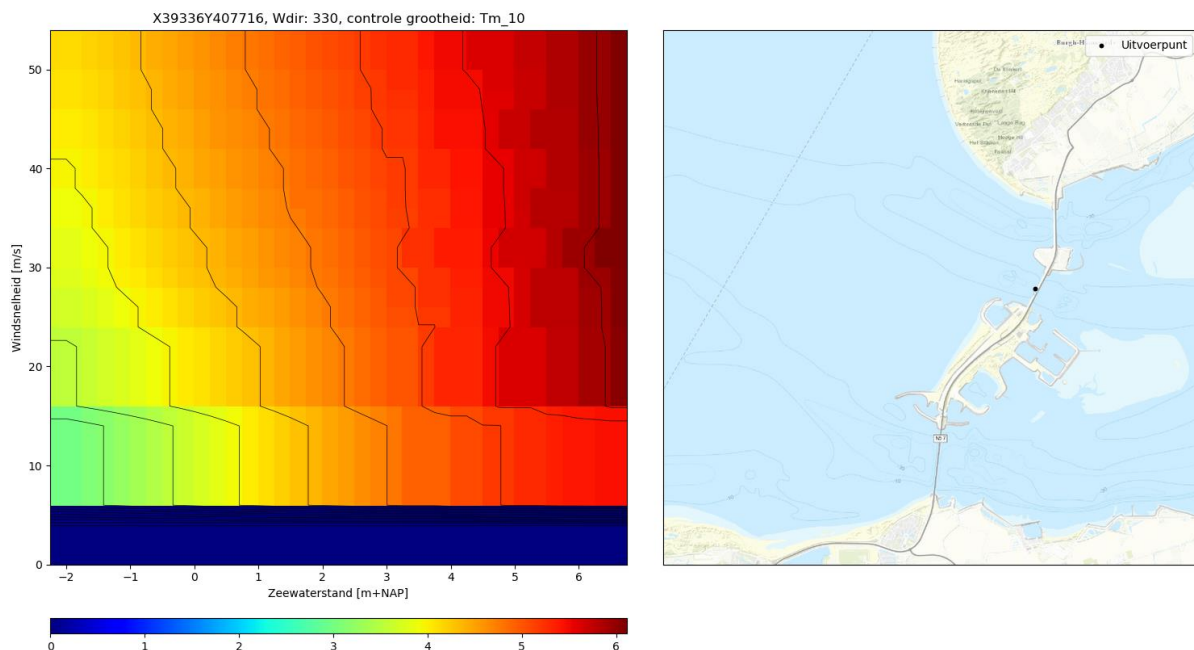 X39336Y407716, Wdir: 330, controle grootheid: Tm_10
50
40
30
20
10
0
Windsnelheid [m/s]
−2 −1 0 1 2 3 4 5 6
Zeewaterstand [m+NAP]
0 1 2 3 4 5 6
Uitvoerpunt
N57